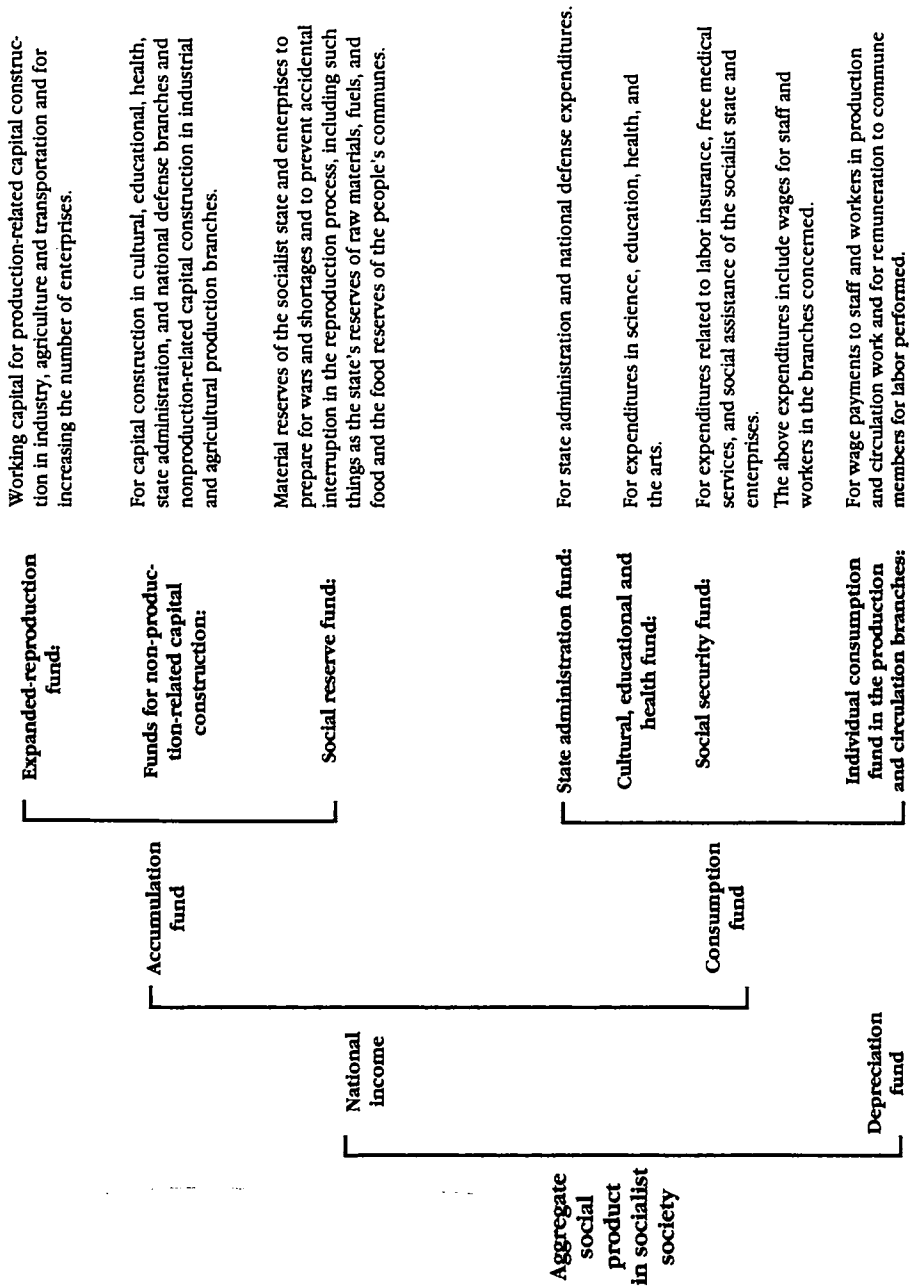 Aggregate
social
product
in socialist
society
National
income
Depreciation
fund
Accumulation
fund
Consumption
fund
Expanded-reproduction
fund:
Working capital for production-related capital construc-
tion in industry, agriculture and transportation and for
increasing the number of enterprises.
Funds for non-produc-
tion-related capital
construction:
For capital construction in cultural, educational, health,
state administration, and national defense branches and
nonproduction-related capital construction in industrial
and agricultural production branches.
Social reserve fund:
Material reserves of the socialist state and enterprises to
prepare for wars and shortages and to prevent accidental
interruption in the reproduction process, including such
things as the state's reserves of raw materials, fuels, and
food and the food reserves of the people's communes.
State administration fund:
For state administration and national defense expenditures.
Cultural, educational and
health fund:
For expenditures in science, education, health, and
the arts.
Social security fund:
For expenditures related to labor insurance, free medical
services, and social assistance of the socialist state and
enterprises.
The above expenditures include wages for staff and
workers in the branches concerned.
Individual consumption
fund in the production
and circulation branches:
For wage payments to staff and workers in production
and circulation work and for remuneration to commune
members for labor performed.